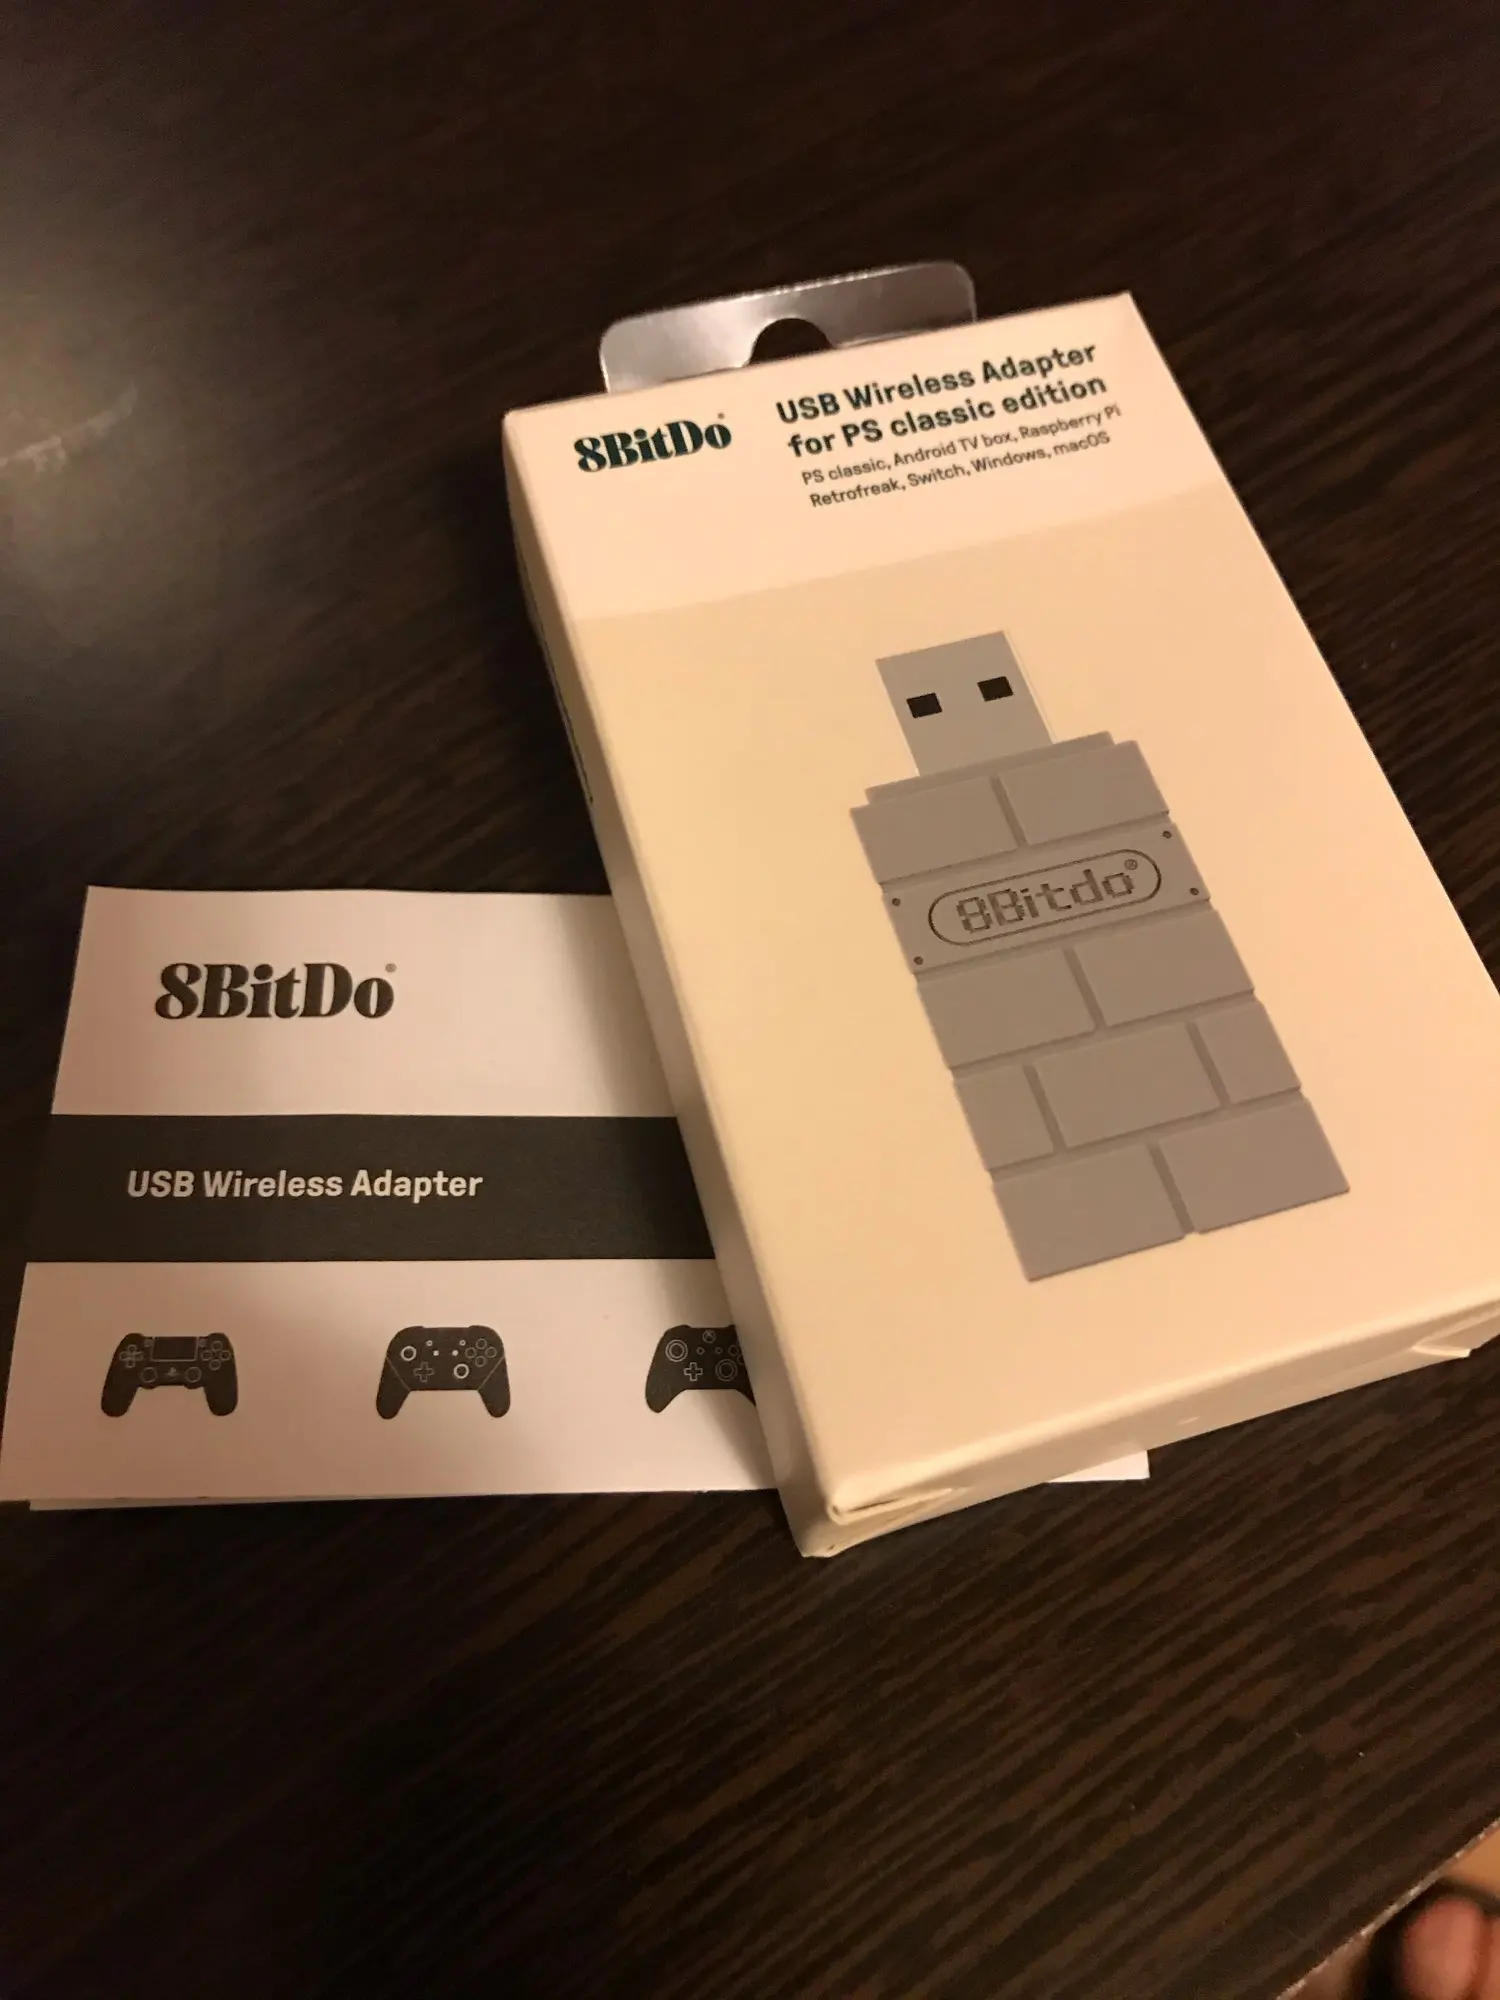 8BitDo
USB Wireless Adapter
for PS classic edition
PS classic, Android TV box, Raspberry Pi
Retrofreak, Switch, Windows, macOS
8Bitdo®
8BitDo®
USB Wireless Adapter